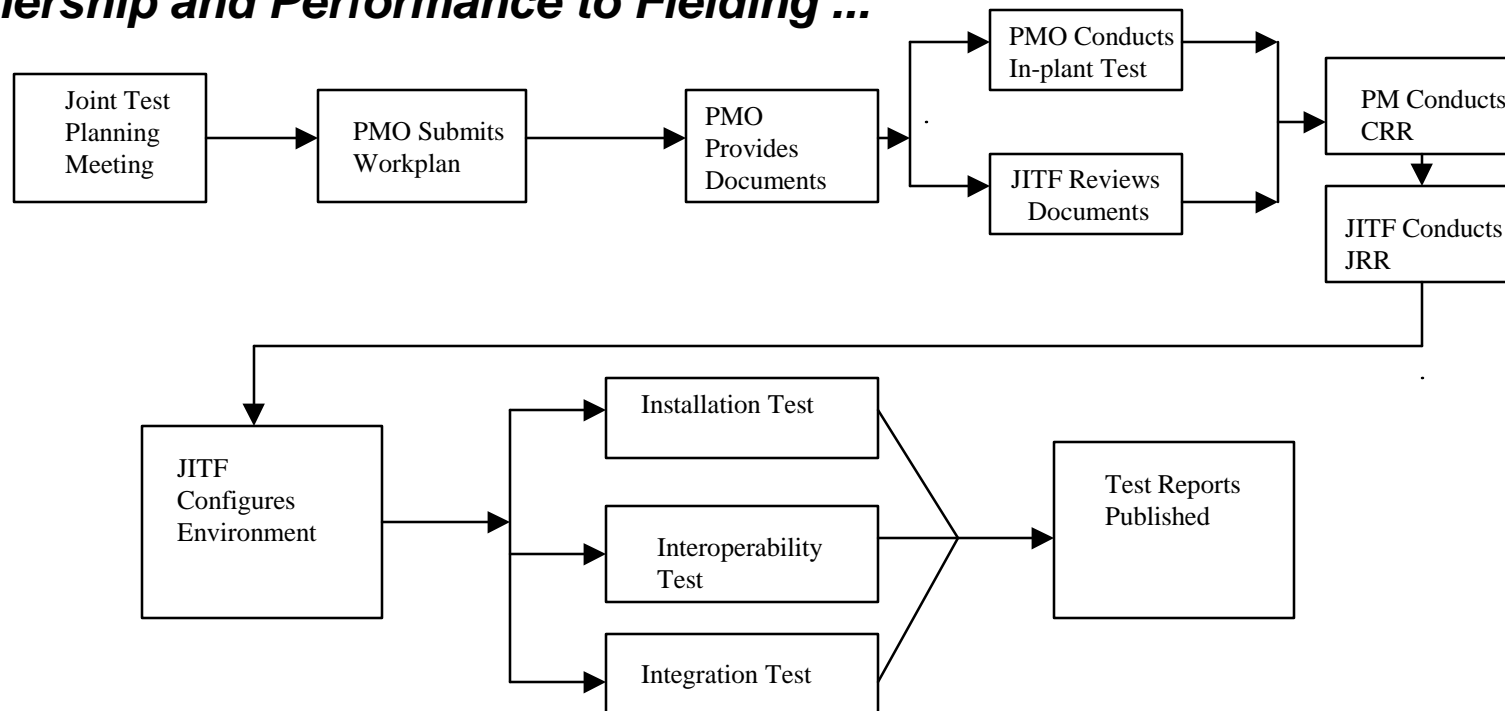 nership and Performance to Fielding ...
PMO Conducts
In-plant Test
Joint Test
Planning
Meeting
PMO Submits
Workplan
PMO
Provides
Documents
JITF Reviews
Documents
PM Conducts
CRR
JITF Conducts
JRR
JITF
Configures
Environment
Installation Test
Interoperability
Test
Integration Test
Test Reports
Published